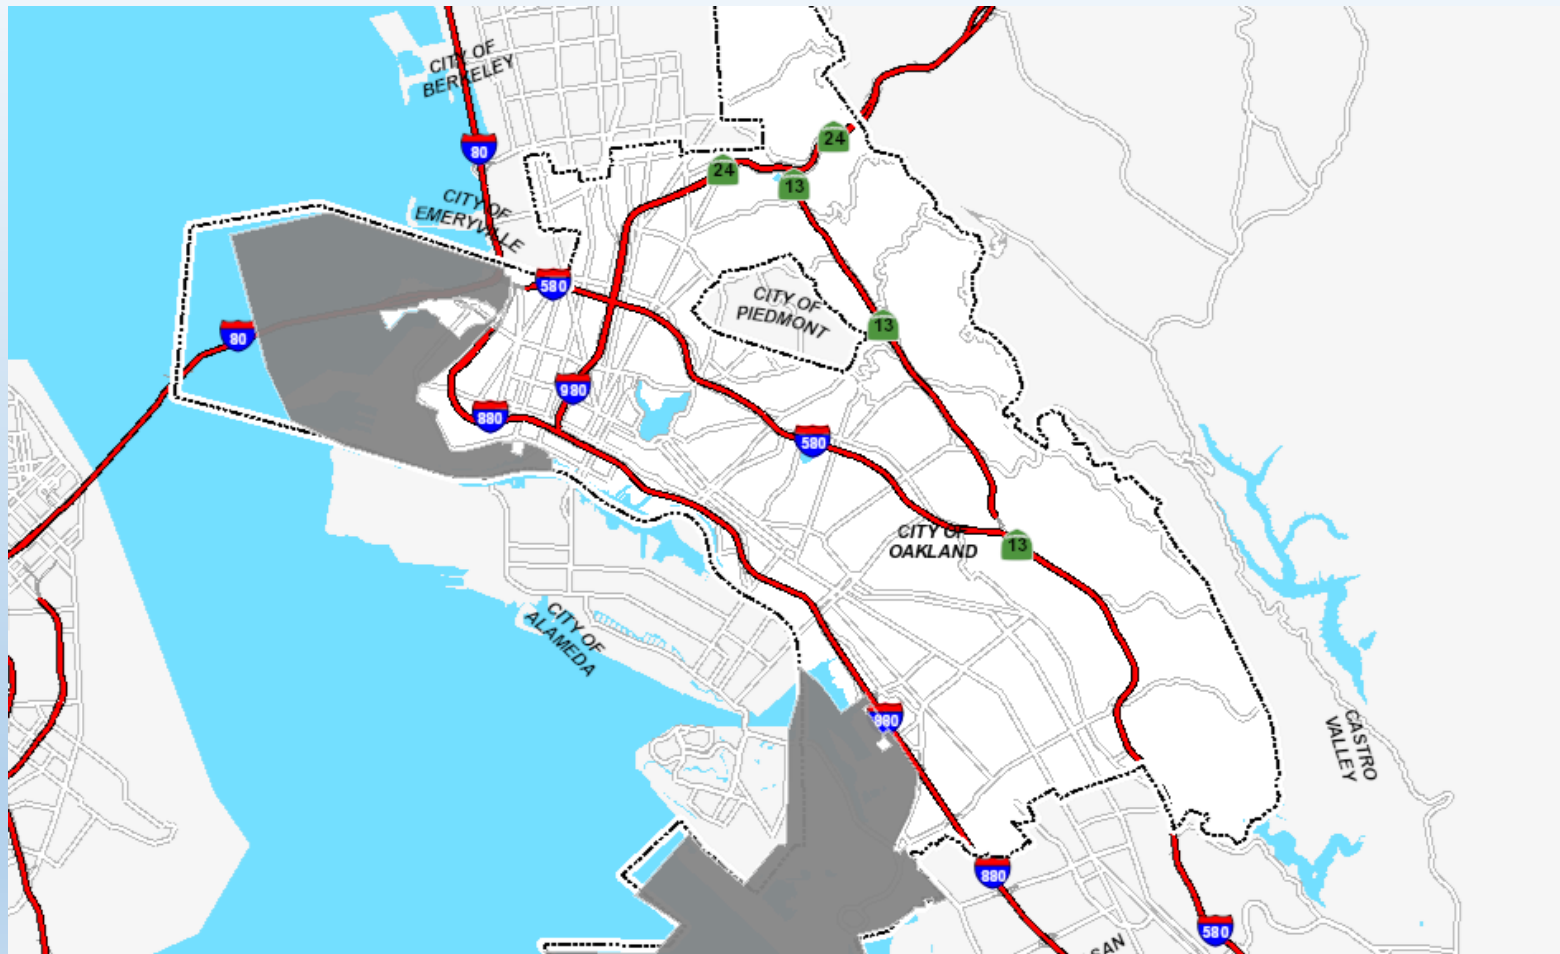 CITY OF
BERKELEY
80
24
24
13
CITY OF
EMERYVILLE
580
CITY OF
PIEDMONT
80
13
980
880
580
CITY OF
OAKLAND
13
CITY OF
ALAMEDA
880
CASTRO
VALLEY
880
580
SAN